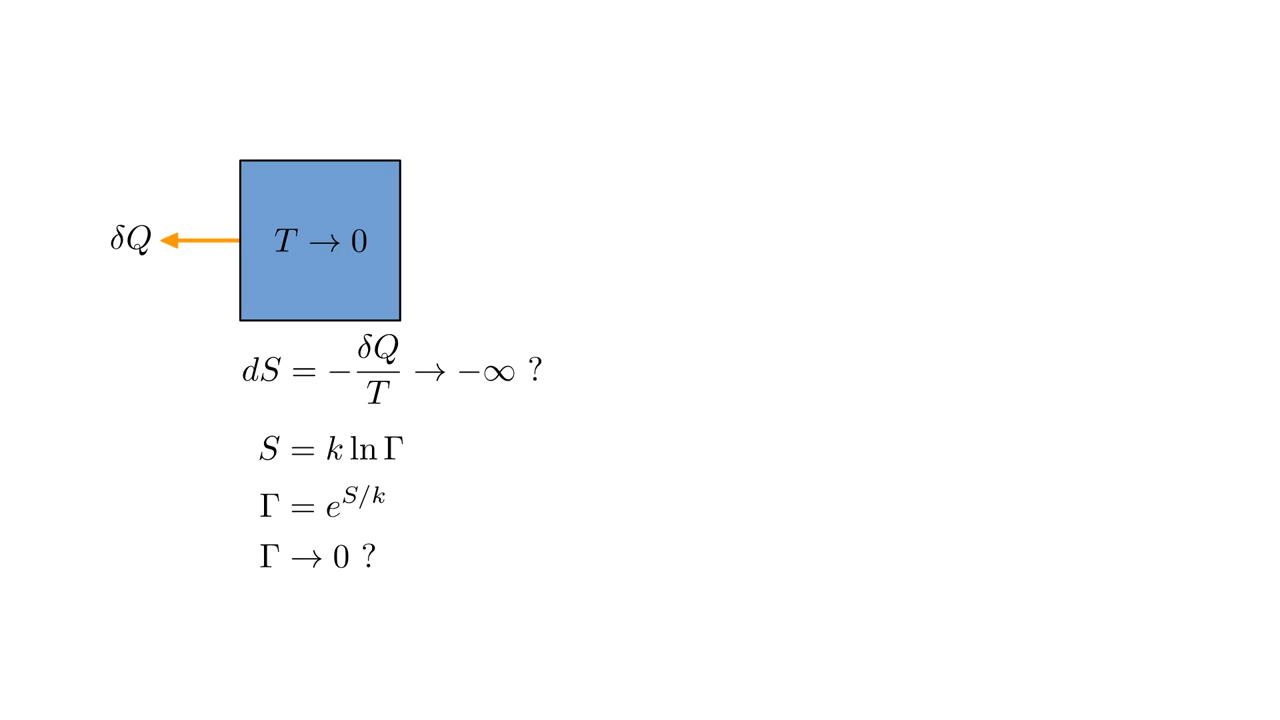 δQ
T → 0
dS = −δQ/T → −∞ ?
S = k ln Γ
Γ = e^{S/k}
Γ → 0 ?